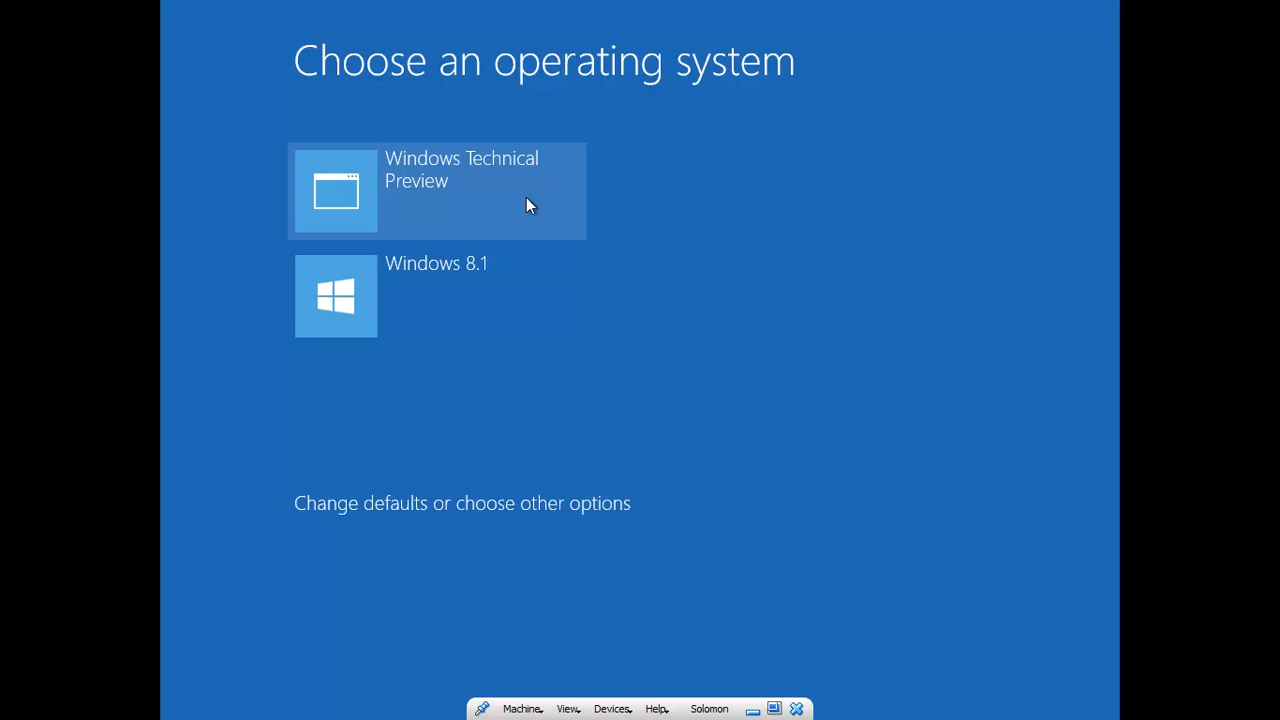 Choose an operating system
Windows Technical
Preview
Windows 8.1
Change defaults or choose other options
Machine View Devices Help Solomon